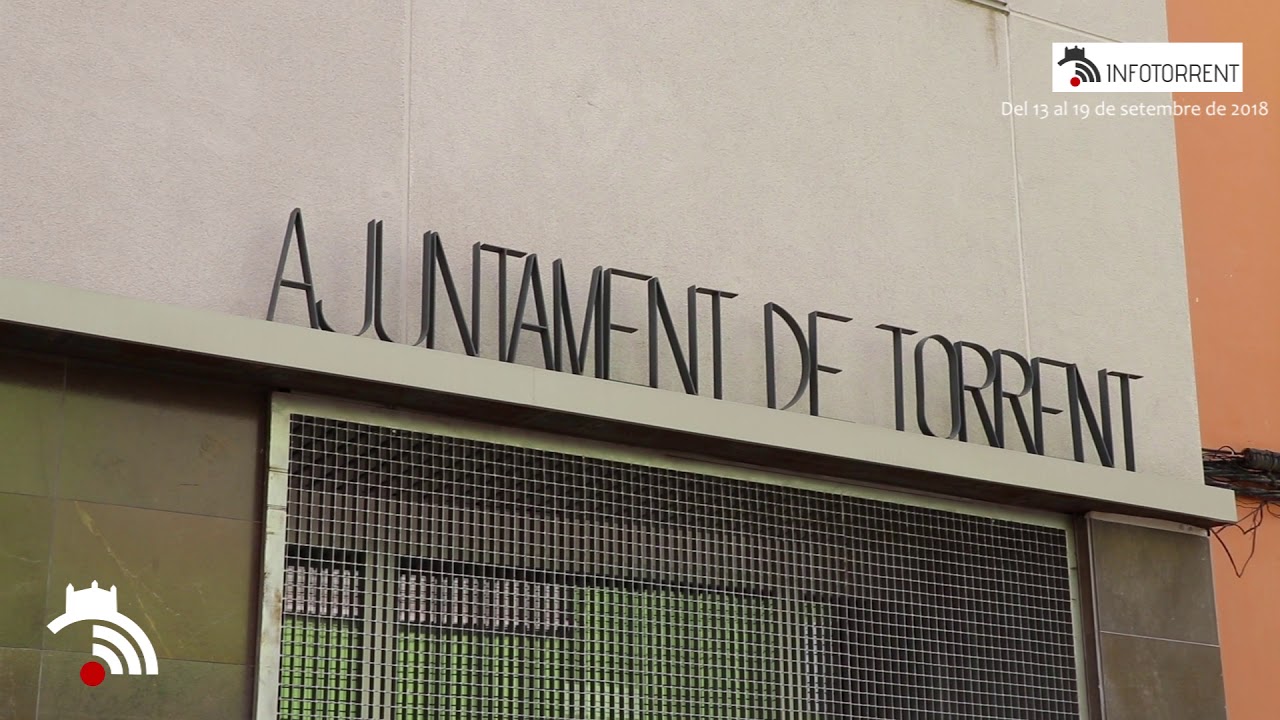 INFOTORRENT
Del 13 al 19 de setembre de 2018
AJUNTAMENT DE TORRENT